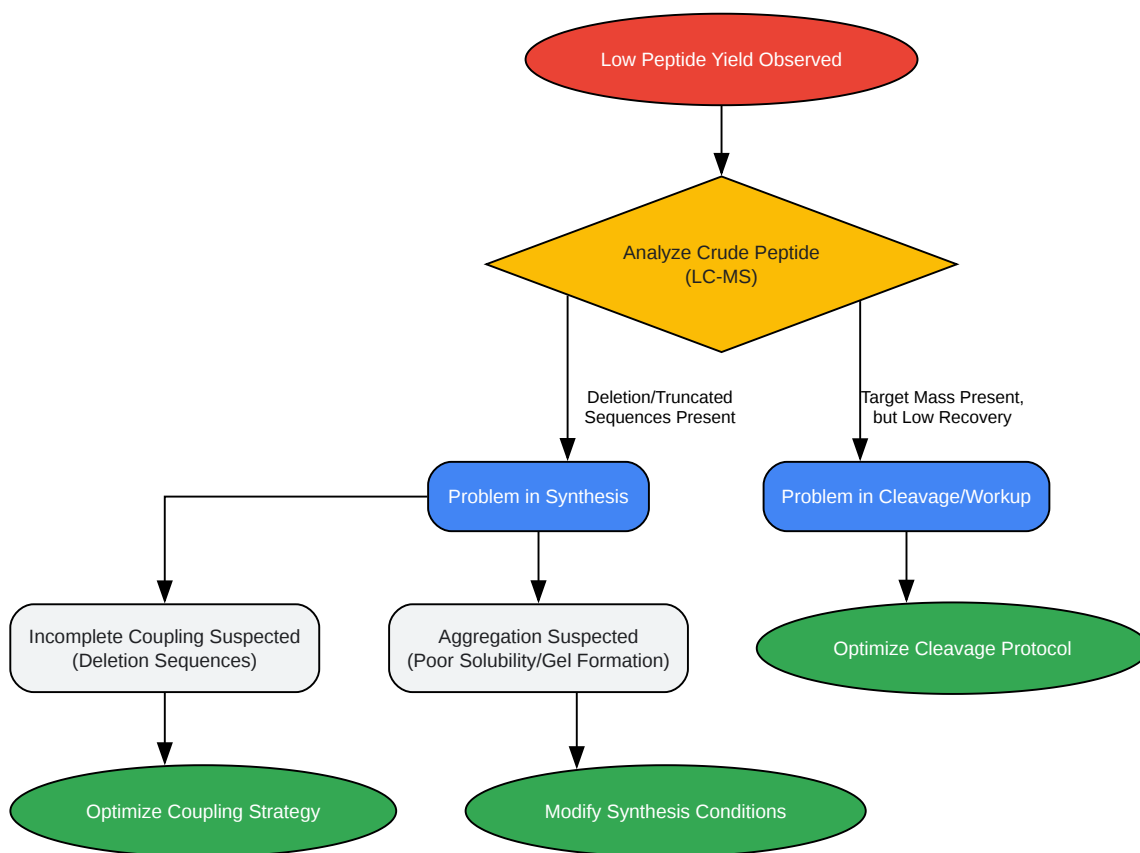 Low Peptide Yield Observed
Analyze Crude Peptide
(LC-MS)
Deletion/Truncated
Sequences Present
Target Mass Present,
but Low Recovery
Problem in Synthesis
Problem in Cleavage/Workup
Incomplete Coupling Suspected
(Deletion Sequences)
Aggregation Suspected
(Poor Solubility/Gel Formation)
Optimize Cleavage Protocol
Optimize Coupling Strategy
Modify Synthesis Conditions